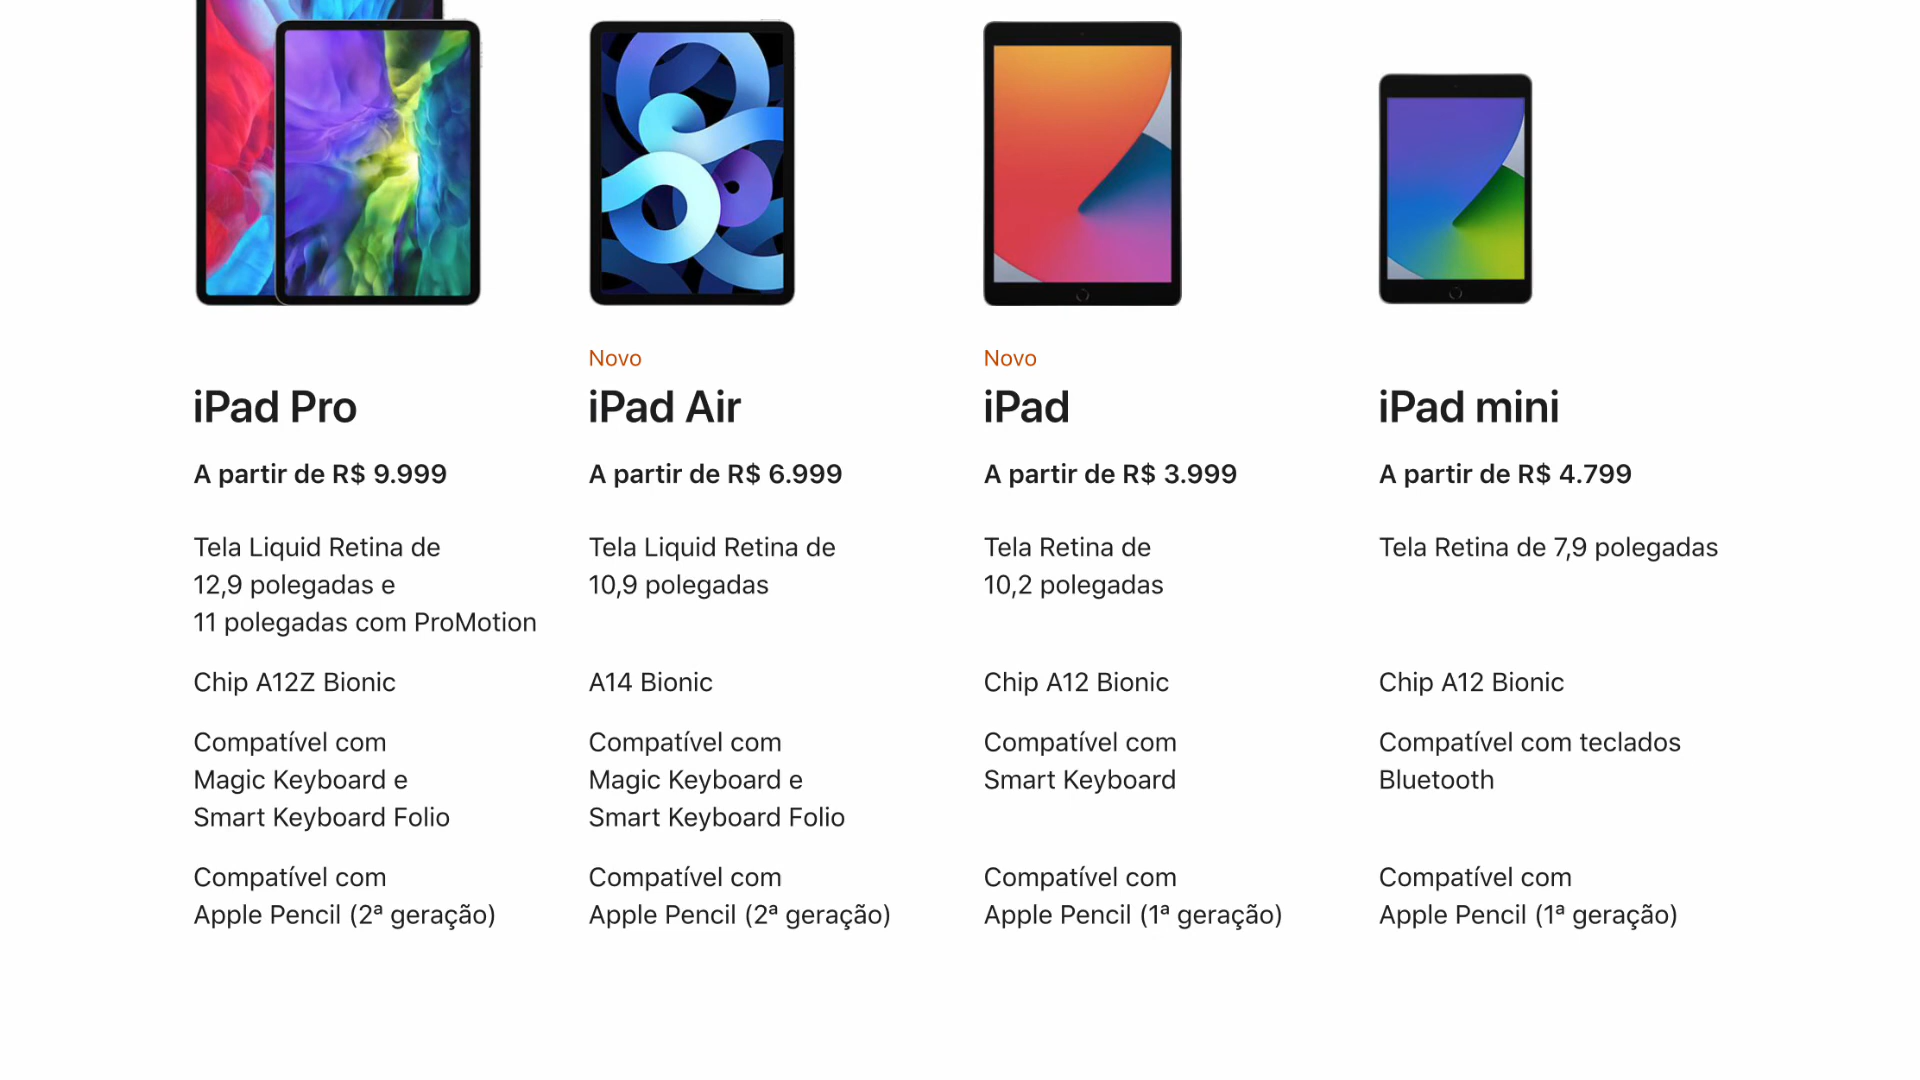 iPad Pro
A partir de R$ 9.999
Tela Liquid Retina de
12,9 polegadas e
11 polegadas com ProMotion
Chip A12Z Bionic
Compatível com
Magic Keyboard e
Smart Keyboard Folio
Compatível com
Apple Pencil (2ª geração)
Novo
iPad Air
A partir de R$ 6.999
Tela Liquid Retina de
10,9 polegadas
A14 Bionic
Compatível com
Magic Keyboard e
Smart Keyboard Folio
Compatível com
Apple Pencil (2ª geração)
Novo
iPad
A partir de R$ 3.999
Tela Retina de
10,2 polegadas
Chip A12 Bionic
Compatível com
Smart Keyboard
Compatível com
Apple Pencil (1ª geração)
iPad mini
A partir de R$ 4.799
Tela Retina de 7,9 polegadas
Chip A12 Bionic
Compatível com teclados
Bluetooth
Compatível com
Apple Pencil (1ª geração)